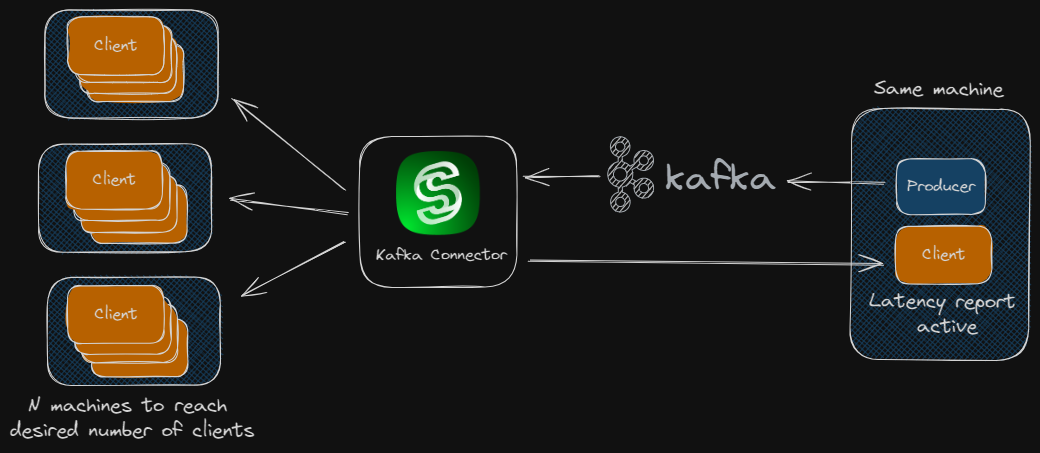 Client
Client
Client
N machines to reach
desired number of clients
Kafka Connector
kafka
Same machine
Producer
Client
Latency report
active